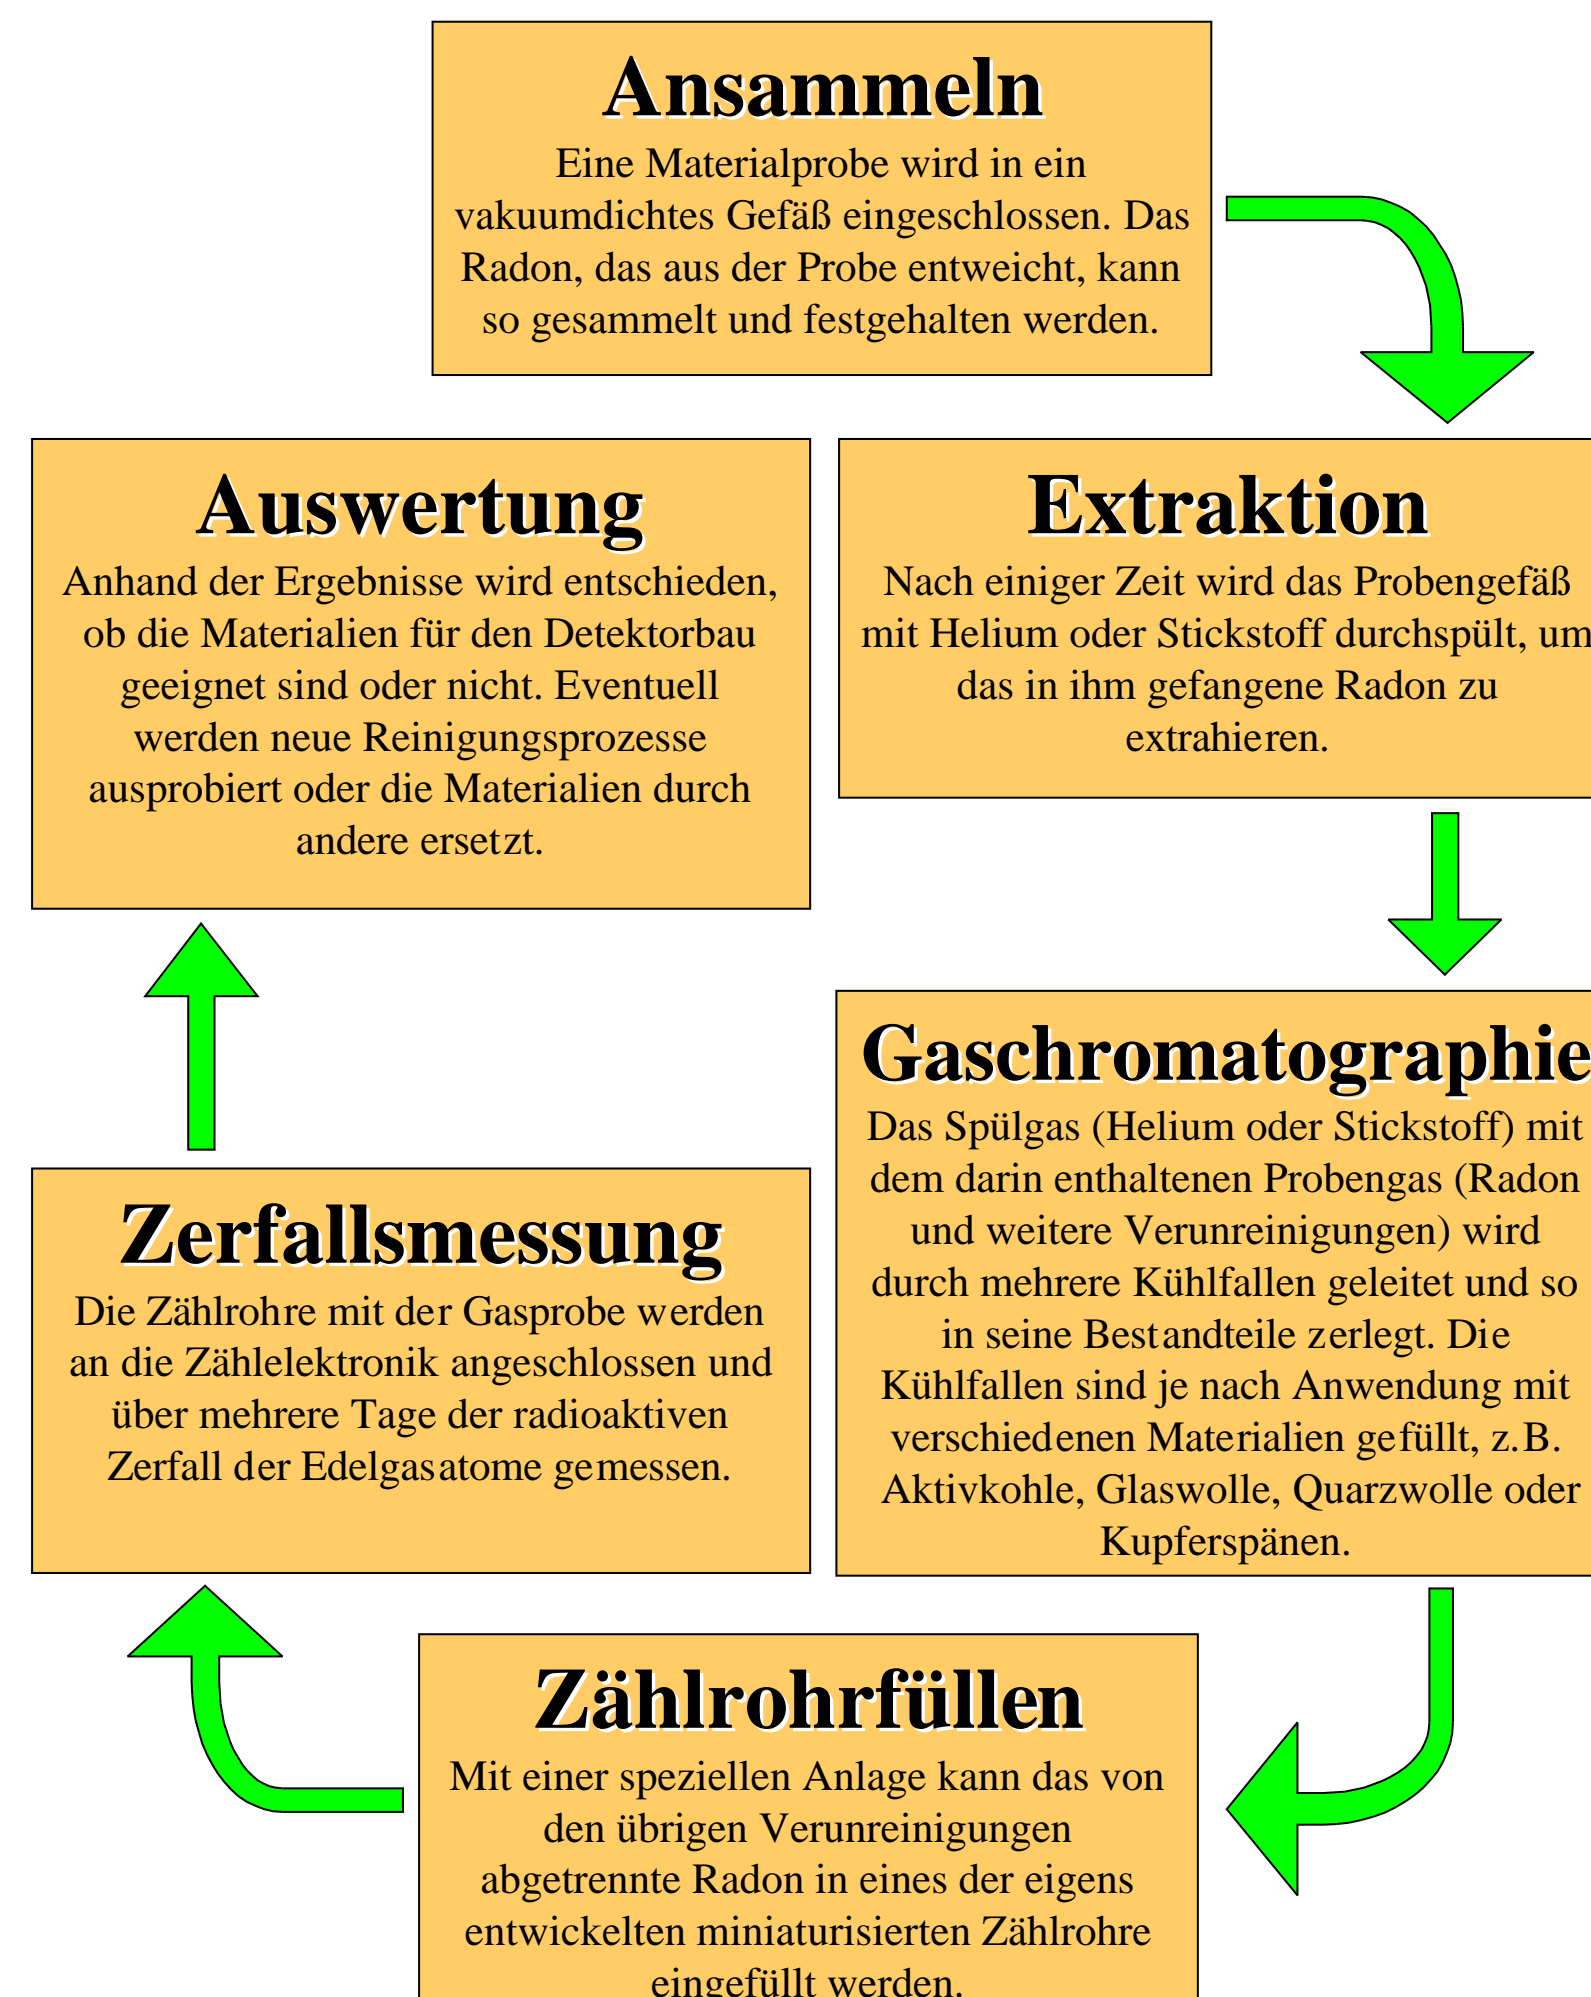 Ansammeln
Eine Materialprobe wird in ein
vakuumdichtes Gefäß eingeschlossen. Das
Radon, das aus der Probe entweicht, kann
so gesammelt und festgehalten werden.
Extraktion
Nach einiger Zeit wird das Probengefäß
mit Helium oder Stickstoff durchspült, um
das in ihm gefangene Radon zu
extrahieren.
Gaschromatographie
Das Spülgas (Helium oder Stickstoff) mit
dem darin enthaltenen Probengas (Radon
und weitere Verunreinigungen) wird
durch mehrere Kühlfallen geleitet und so
in seine Bestandteile zerlegt. Die
Kühlfallen sind je nach Anwendung mit
verschiedenen Materialien gefüllt, z.B.
Aktivkohle, Glaswolle, Quarzwolle oder
Kupferspänen.
Zählrohrfüllen
Mit einer speziellen Anlage kann das von
den übrigen Verunreinigungen
abgetrennte Radon in eines der eigens
entwickelten miniaturisierten Zählrohre
eingefüllt werden.
Zerfallsmessung
Die Zählrohre mit der Gasprobe werden
an die Zählelektronik angeschlossen und
über mehrere Tage der radioaktiven
Zerfall der Edelgasatome gemessen.
Auswertung
Anhand der Ergebnisse wird entschieden,
ob die Materialien für den Detektorbau
geeignet sind oder nicht. Eventuell
werden neue Reinigungsprozesse
ausprobiert oder die Materialien durch
andere ersetzt.